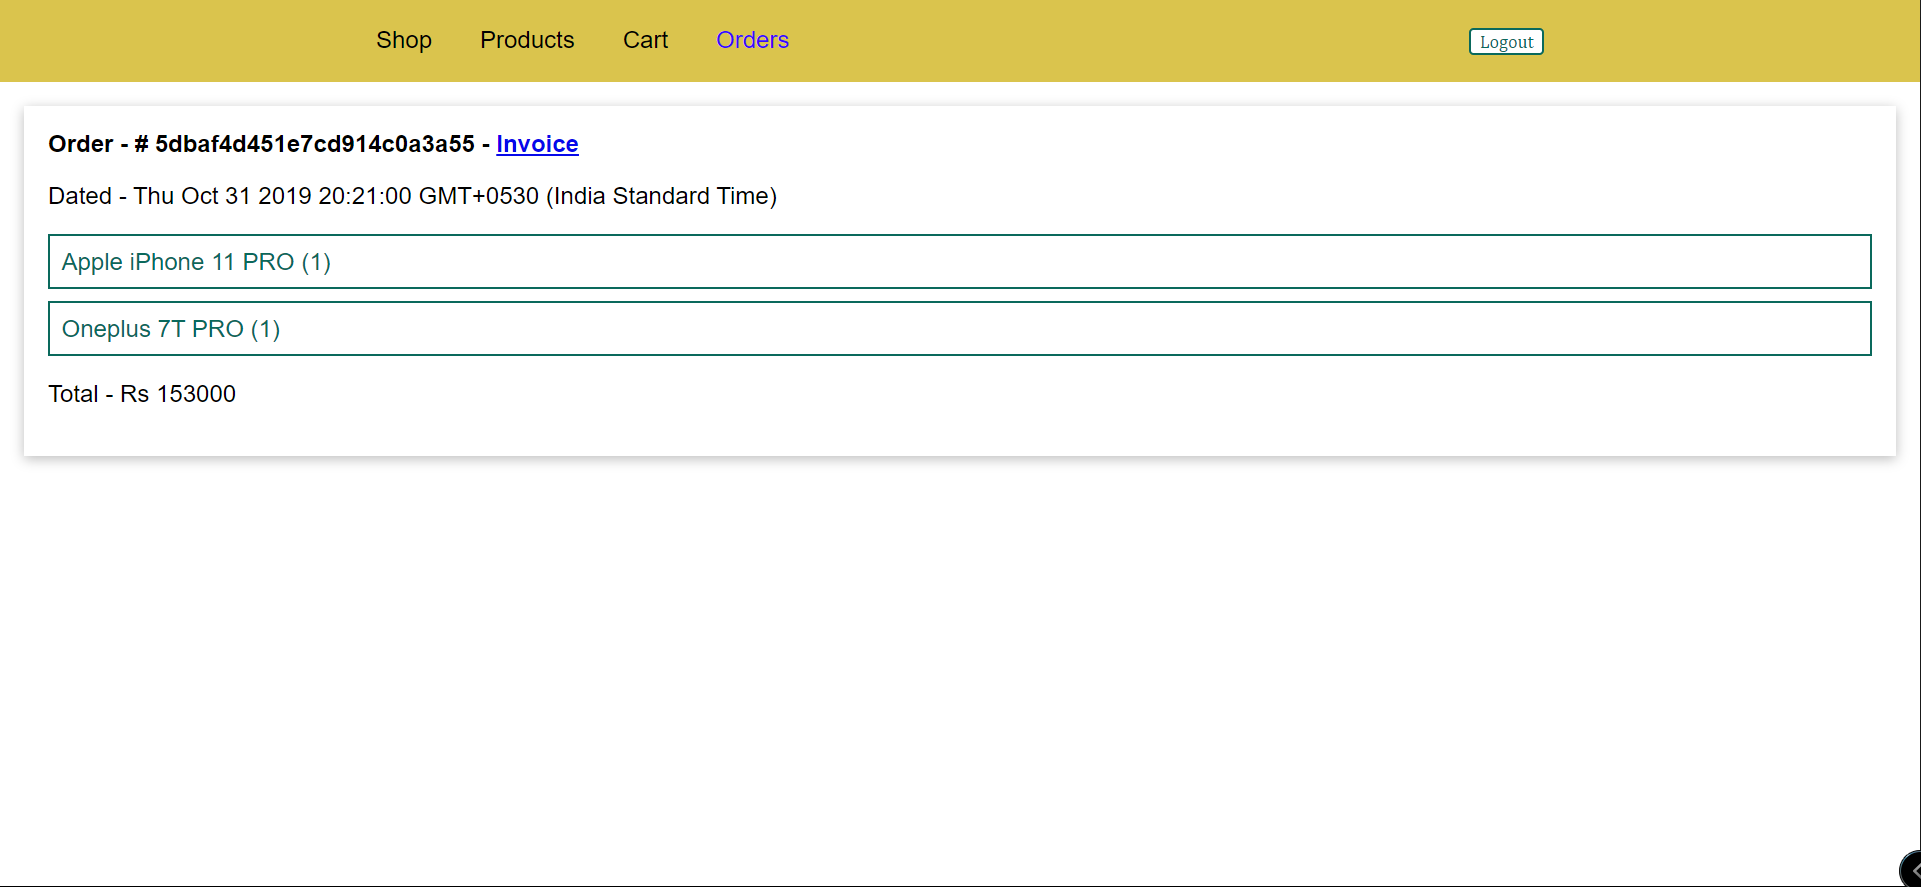 Shop Products Cart Orders Logout
Order - # 5dbaf4d451e7cd914c0a3a55 - Invoice
Dated - Thu Oct 31 2019 20:21:00 GMT+0530 (India Standard Time)
Apple iPhone 11 PRO (1)
Oneplus 7T PRO (1)
Total - Rs 153000